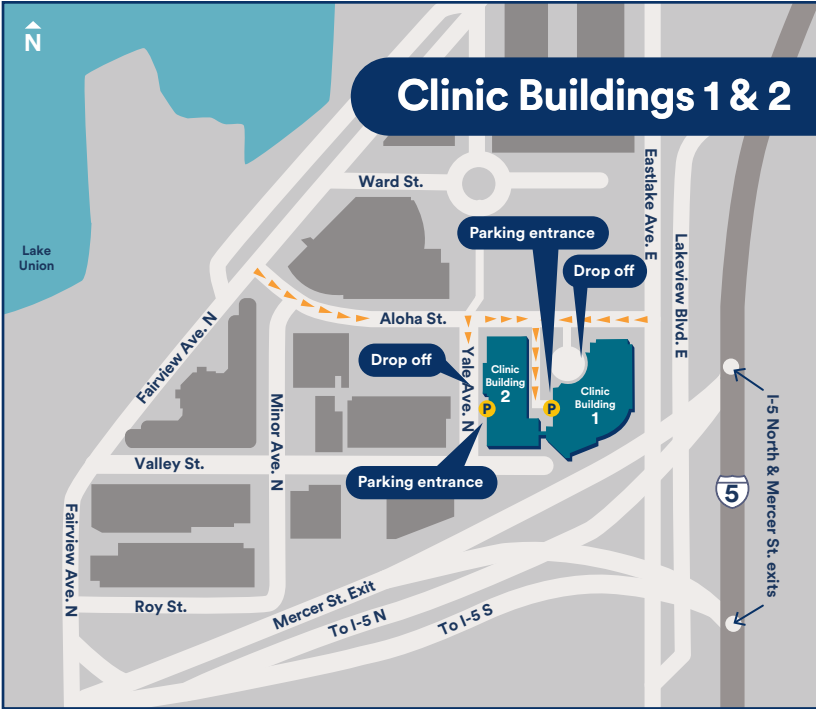 N
Clinic Buildings 1 & 2
Ward St.
Eastlake Ave. E
Parking entrance
Lakeview Blvd. E
Lake
Union
Drop off
Aloha St.
Fairview Ave. N
Yale Ave. N
Drop off
Clinic
Building
2
Clinic
Building
1
P
P
Minor Ave. N
I-5 North & Mercer St. exits
Valley St.
Parking entrance
5
Fairview Ave. N
Roy St.
Mercer St. Exit
To I-5 N
To I-5 S